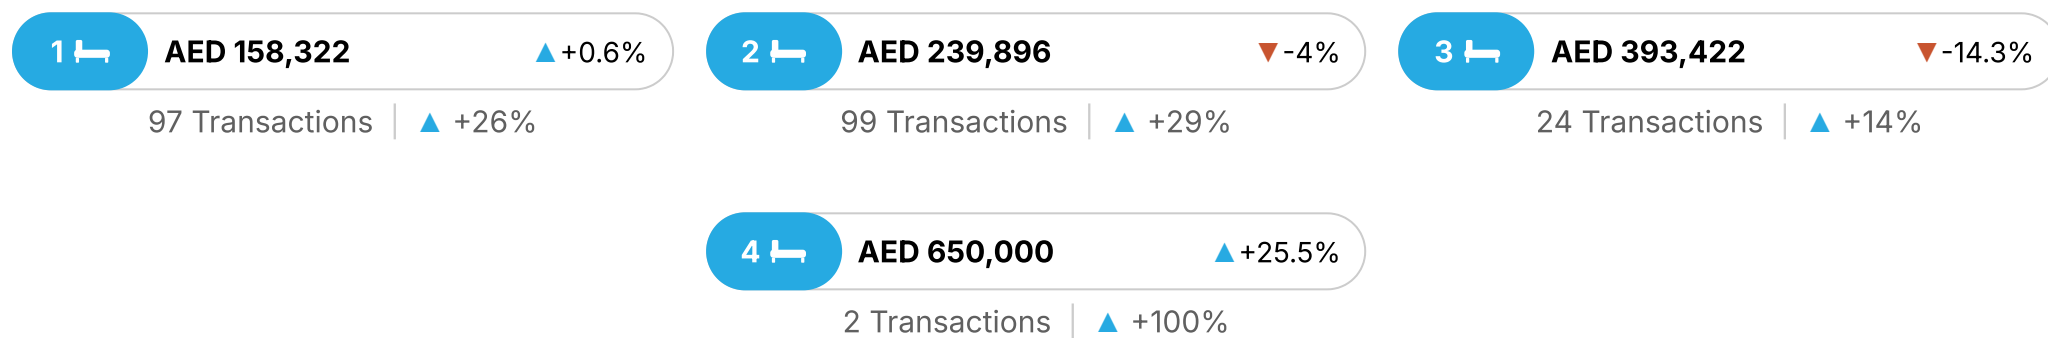 1 AED 158,322 ▲+0.6%
97 Transactions | ▲ +26%
2 AED 239,896 ▼-4%
99 Transactions | ▲ +29%
3 AED 393,422 ▼-14.3%
24 Transactions | ▲ +14%
4 AED 650,000 ▲+25.5%
2 Transactions | ▲ +100%